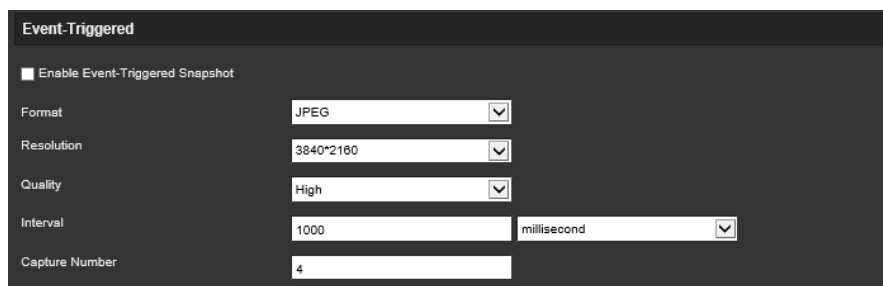 Event-Triggered
Enable Event-Triggered Snapshot
Format JPEG
Resolution 3840*2160
Quality High
Interval 1000 millisecond
Capture Number 4